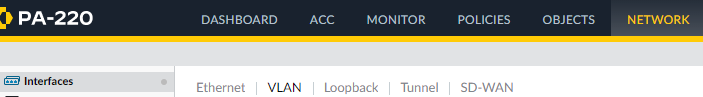 PA-220 DASHBOARD ACC MONITOR POLICIES OBJECTS NETWORK
Interfaces
Ethernet VLAN Loopback Tunnel SD-WAN